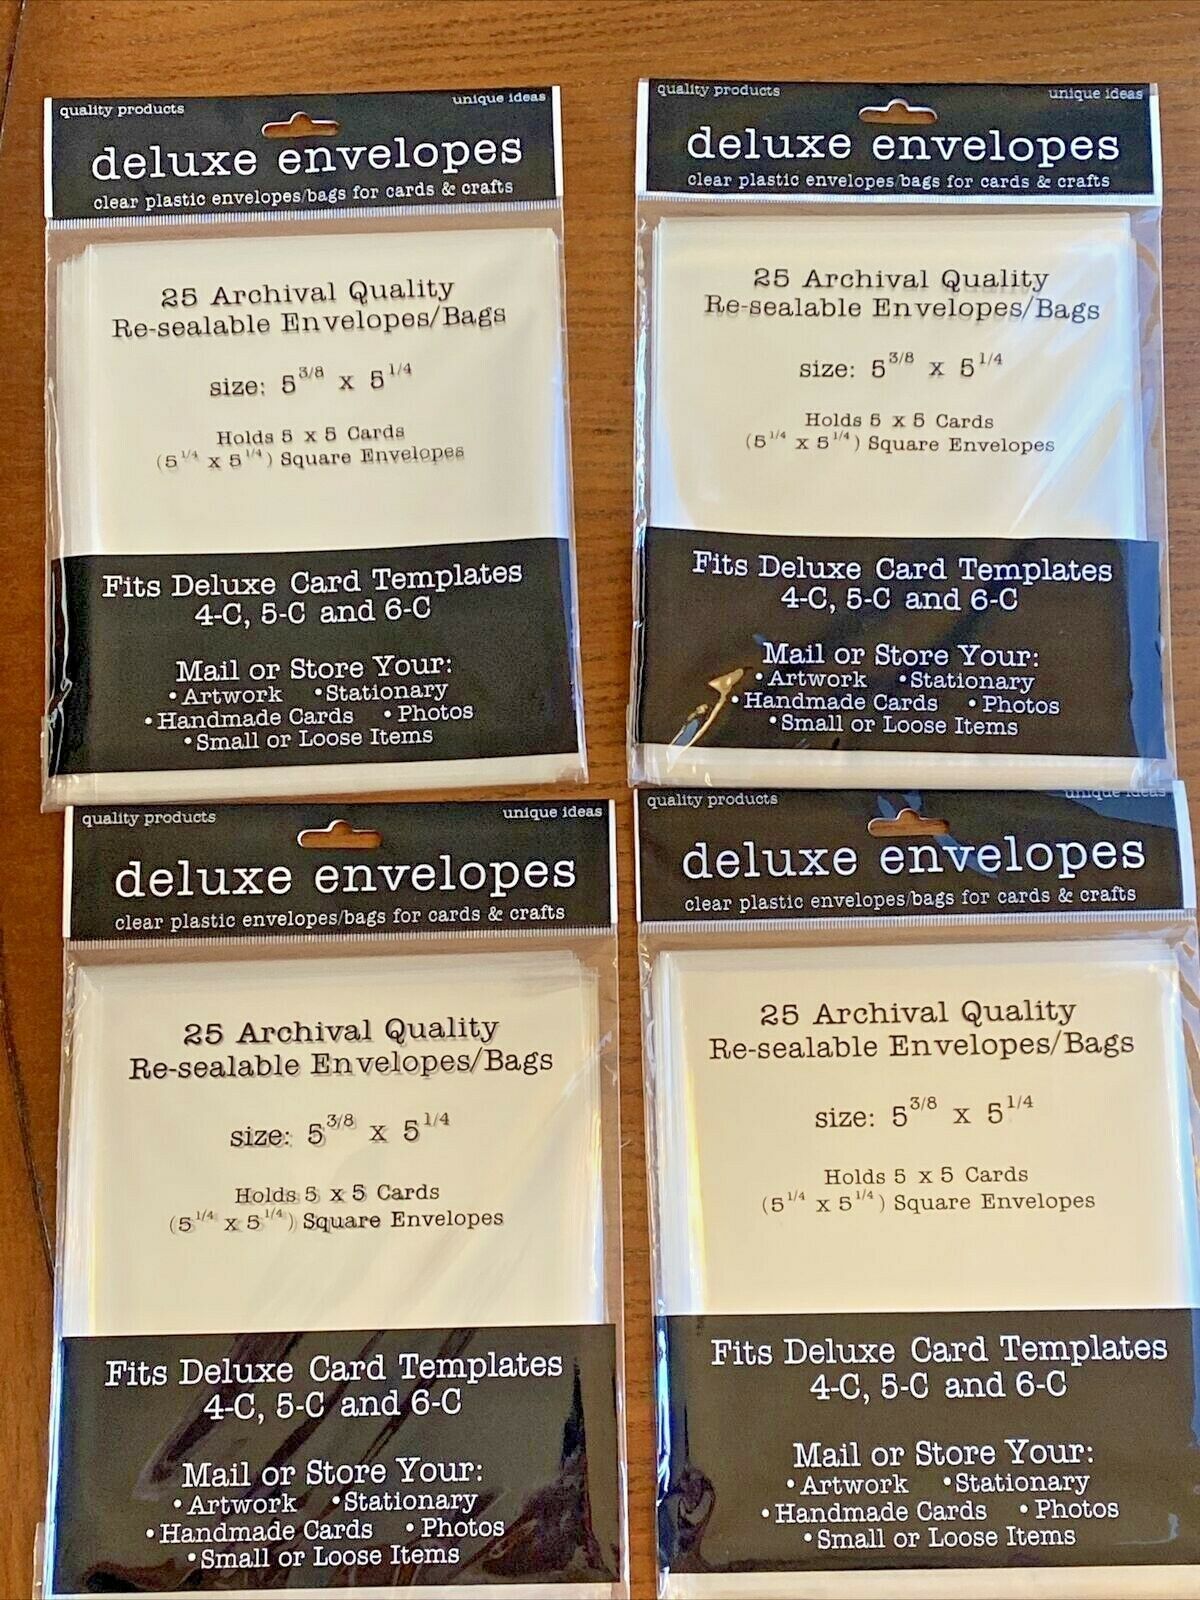 quality products unique ideas
deluxe envelopes
clear plastic envelopes/bags for cards & crafts
25 Archival Quality
Re-sealable Envelopes/Bags
size: 5 3/8 x 5 1/4
Holds 5 x 5 Cards
(5 1/4 x 5 1/4) Square Envelopes
Fits Deluxe Card Templates
4-C, 5-C and 6-C
Mail or Store Your:
• Artwork • Stationary
• Handmade Cards • Photos
• Small or Loose Items
quality products unique ideas
deluxe envelopes
clear plastic envelopes/bags for cards & crafts
25 Archival Quality
Re-sealable Envelopes/Bags
size: 5 3/8 x 5 1/4
Holds 5 x 5 Cards
(5 1/4 x 5 1/4) Square Envelopes
Fits Deluxe Card Templates
4-C, 5-C and 6-C
Mail or Store Your:
• Artwork • Stationary
• Handmade Cards • Photos
• Small or Loose Items
quality products unique ideas
deluxe envelopes
clear plastic envelopes/bags for cards & crafts
25 Archival Quality
Re-sealable Envelopes/Bags
size: 5 3/8 x 5 1/4
Holds 5 x 5 Cards
(5 1/4 x 5 1/4) Square Envelopes
Fits Deluxe Card Templates
4-C, 5-C and 6-C
Mail or Store Your:
• Artwork • Stationary
• Handmade Cards • Photos
• Small or Loose Items
quality products unique ideas
deluxe envelopes
clear plastic envelopes/bags for cards & crafts
25 Archival Quality
Re-sealable Envelopes/Bags
size: 5 3/8 x 5 1/4
Holds 5 x 5 Cards
(5 1/4 x 5 1/4) Square Envelopes
Fits Deluxe Card Templates
4-C, 5-C and 6-C
Mail or Store Your:
• Artwork • Stationary
• Handmade Cards • Photos
• Small or Loose Items